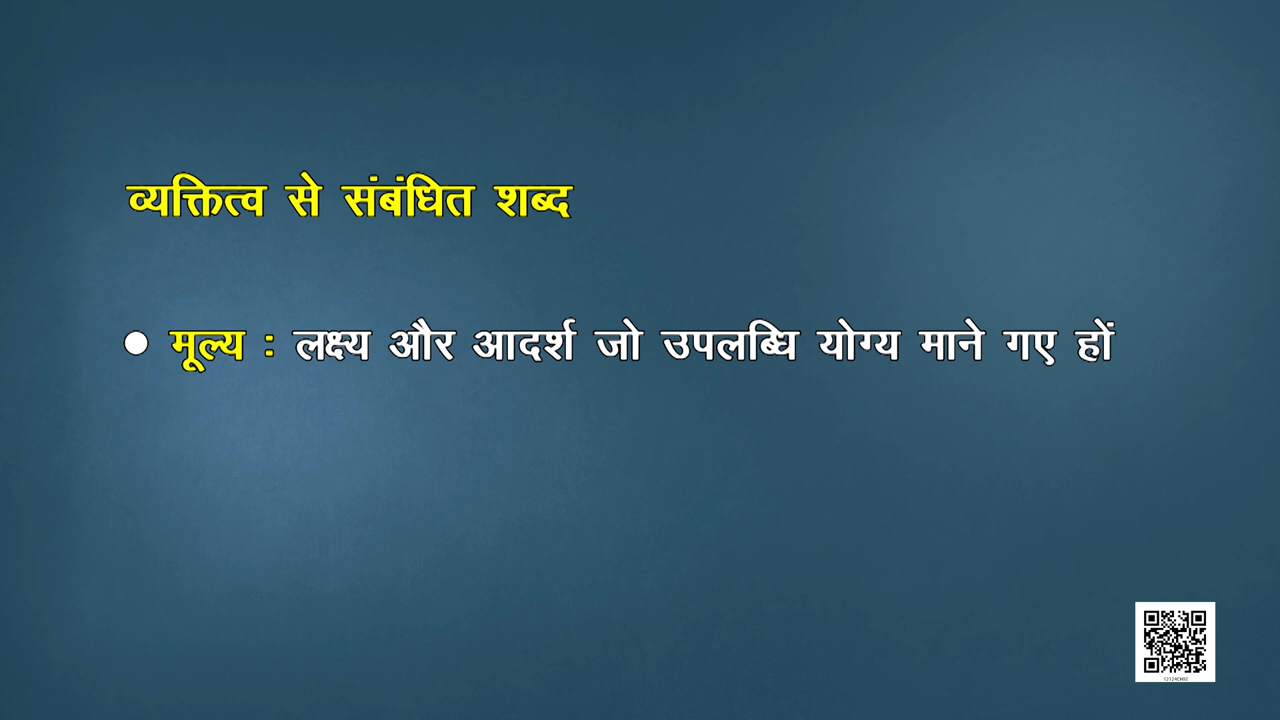 व्यक्तित्व से संबंधित शब्द
● मूल्य : लक्ष्य और आदर्श जो उपलब्धि योग्य माने गए हों